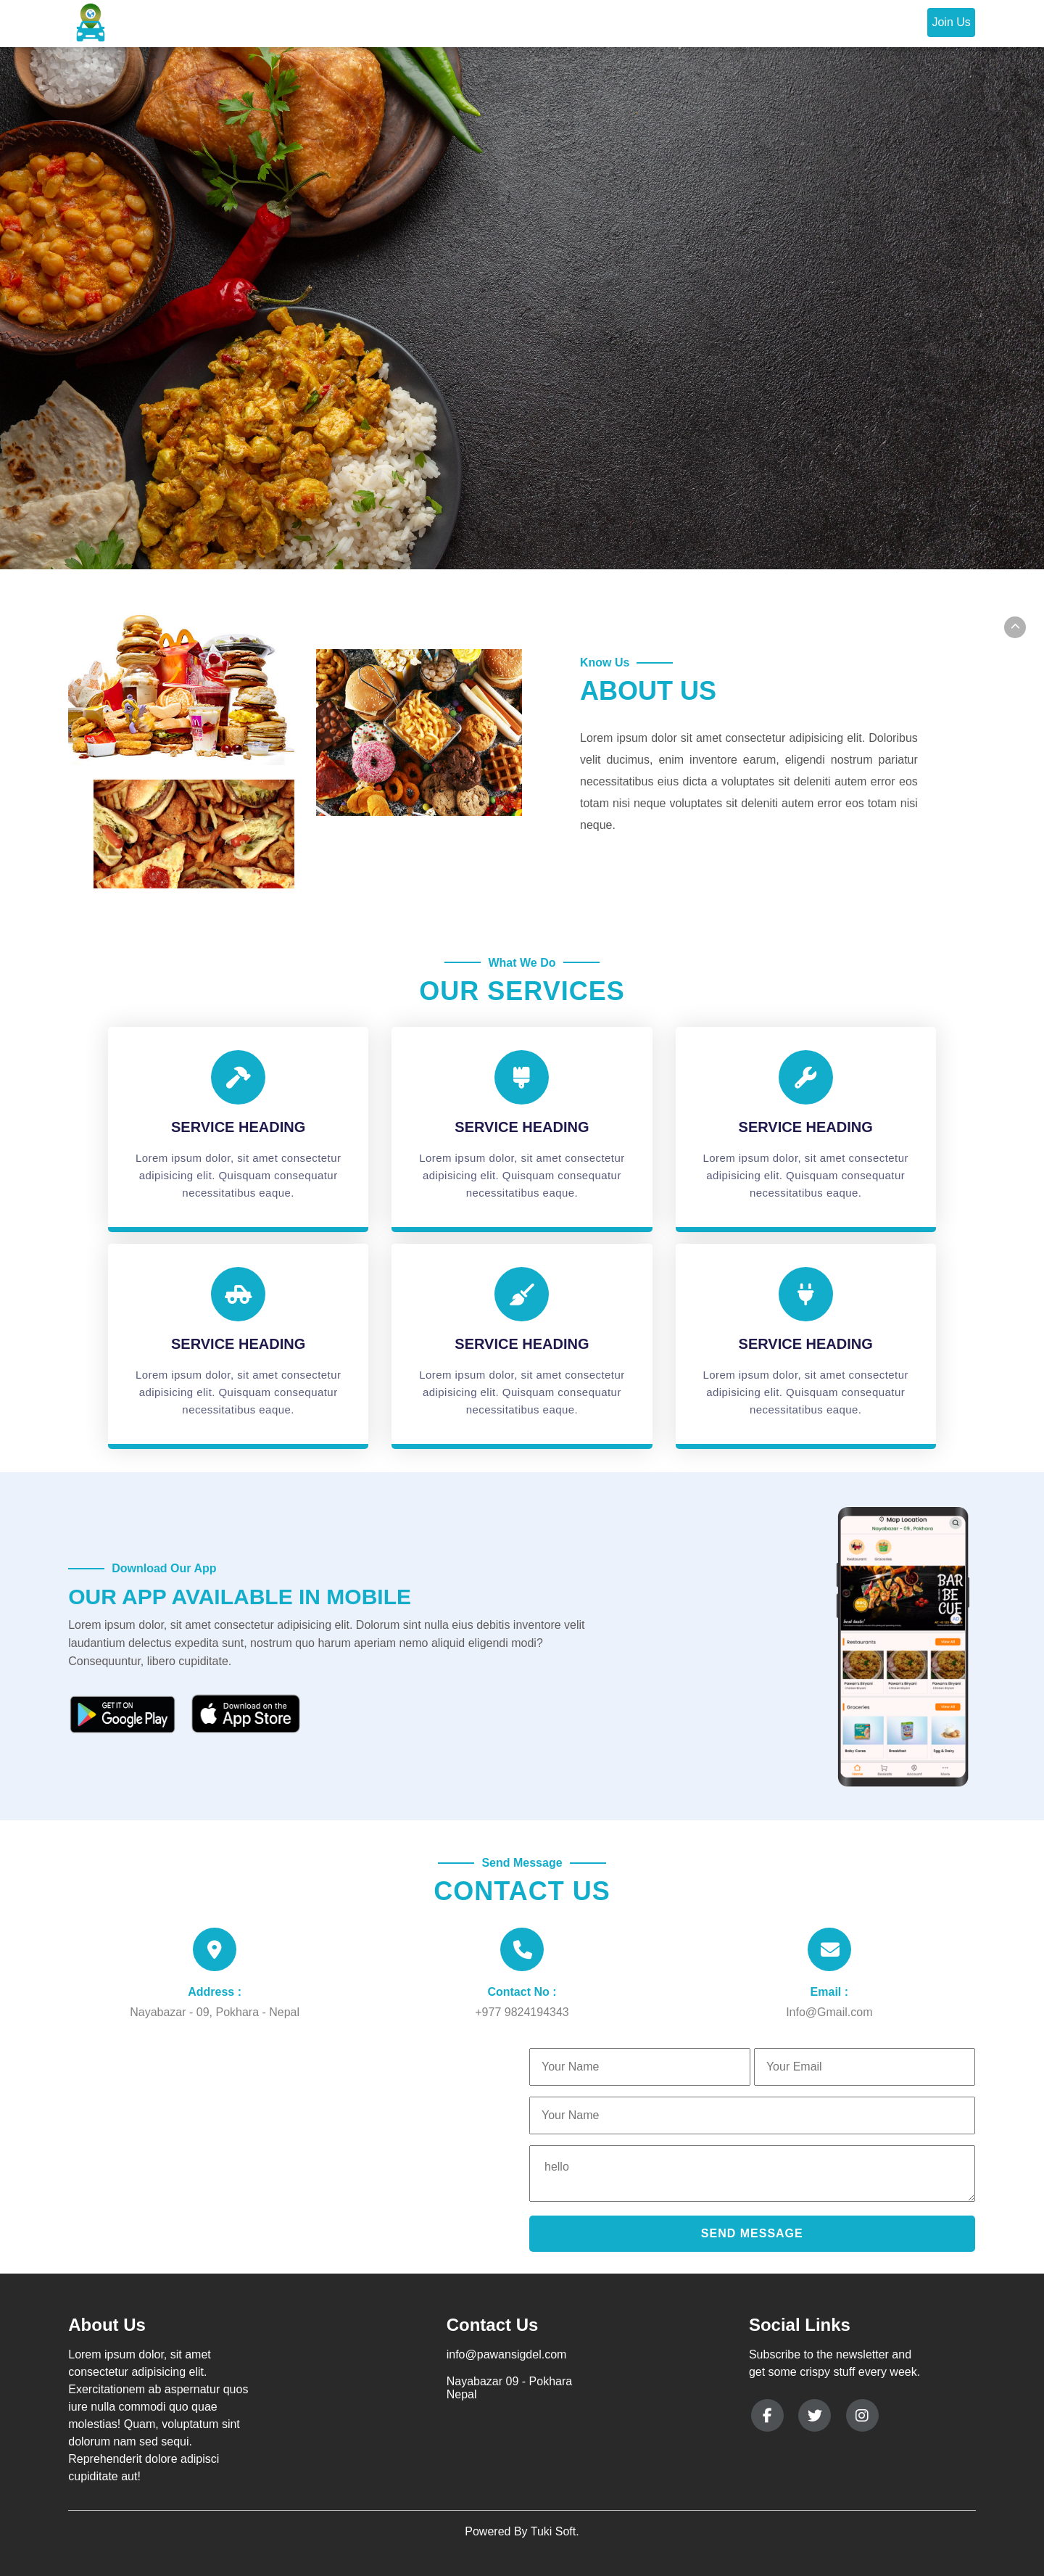 Join Us
Know Us
ABOUT US
Lorem ipsum dolor sit amet consectetur adipisicing elit. Doloribus
velit ducimus, enim inventore earum, eligendi nostrum pariatur
necessitatibus eius dicta a voluptates sit deleniti autem error eos
totam nisi neque voluptates sit deleniti autem error eos totam nisi
neque.
What We Do
OUR SERVICES
SERVICE HEADING
Lorem ipsum dolor, sit amet consectetur
adipisicing elit. Quisquam consequatur
necessitatibus eaque.
SERVICE HEADING
Lorem ipsum dolor, sit amet consectetur
adipisicing elit. Quisquam consequatur
necessitatibus eaque.
SERVICE HEADING
Lorem ipsum dolor, sit amet consectetur
adipisicing elit. Quisquam consequatur
necessitatibus eaque.
SERVICE HEADING
Lorem ipsum dolor, sit amet consectetur
adipisicing elit. Quisquam consequatur
necessitatibus eaque.
SERVICE HEADING
Lorem ipsum dolor, sit amet consectetur
adipisicing elit. Quisquam consequatur
necessitatibus eaque.
SERVICE HEADING
Lorem ipsum dolor, sit amet consectetur
adipisicing elit. Quisquam consequatur
necessitatibus eaque.
Download Our App
OUR APP AVAILABLE IN MOBILE
Lorem ipsum dolor, sit amet consectetur adipisicing elit. Dolorum sint nulla eius debitis inventore velit
laudantium delectus expedita sunt, nostrum quo harum aperiam nemo aliquid eligendi modi?
Consequuntur, libero cupiditate.
GET IT ON
Google Play
Download on the
App Store
Map Location
Nayabazar - 09, Pokhara
Restaurant Groceries
BAR
BE
CUE
Restaurants
View All
Groceries
View All
Baby Cares Breakfast Egg & Dairy
Send Message
CONTACT US
Address :
Nayabazar - 09, Pokhara - Nepal
Contact No :
+977 9824194343
Email :
Info@Gmail.com
Your Name
Your Email
Your Name
hello
SEND MESSAGE
About Us
Lorem ipsum dolor, sit amet
consectetur adipisicing elit.
Exercitationem ab aspernatur quos
iure nulla commodi quo quae
molestias! Quam, voluptatum sint
dolorum nam sed sequi.
Reprehenderit dolore adipisci
cupiditate aut!
Contact Us
info@pawansigdel.com
Nayabazar 09 - Pokhara
Nepal
Social Links
Subscribe to the newsletter and
get some crispy stuff every week.
Powered By Tuki Soft.